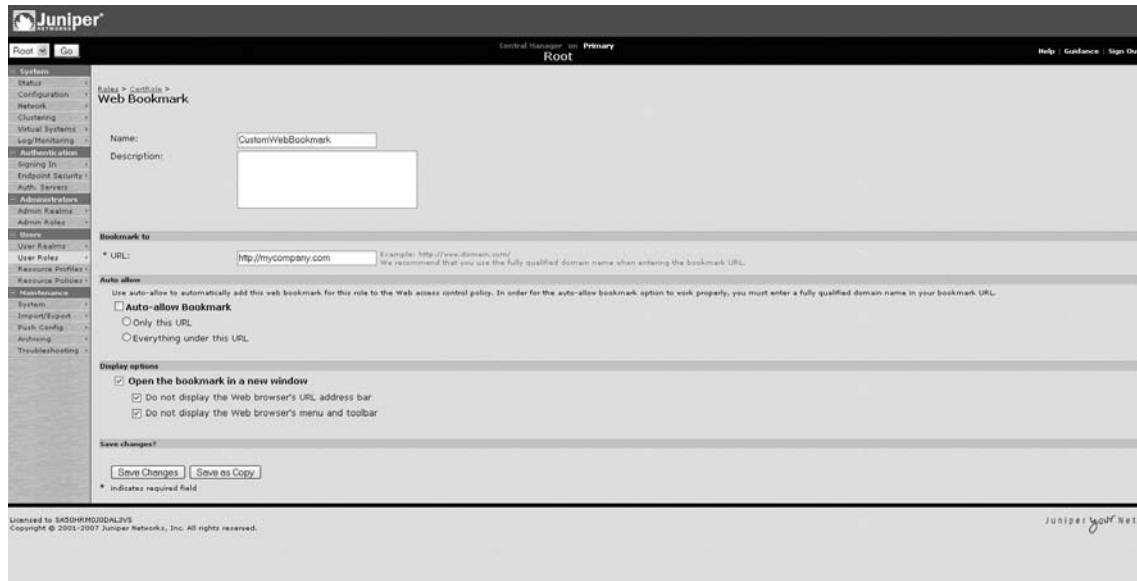 Juniper
NETWORKS
Root Go
Central Manager on Primary
Root
Help | Guidance | Sign Ou
System
Status
Configuration
Network
Clustering
Virtual Systems
Log/Monitoring
Authentication
Signing In
Endpoint Security
Auth. Servers
Administrators
Admin Realms
Admin Roles
Users
User Realms
User Roles
Resource Profiles
Resource Policies
Maintenance
System
Import/Export
Push Config
Archiving
Troubleshooting
Roles > CertRole >
Web Bookmark
Name: CustomWebBookmark
Description:
Bookmark to
* URL: http://mycompany.com
Example: http://www.domain.com/
We recommend that you use the fully qualified domain name when entering the bookmark URL.
Auto allow
Use auto-allow to automatically add this web bookmark for this role to the Web access control policy. In order for the auto-allow bookmark option to work properly, you must enter a fully qualified domain name in your bookmark URL.
Auto-allow Bookmark
Only this URL
Everything under this URL
Display options
Open the bookmark in a new window
Do not display the Web browser's URL address bar
Do not display the Web browser's menu and toolbar
Save changes?
Save Changes Save as Copy
* indicates required field
Licensed to
Copyright © 2001-2007 Juniper Networks, Inc. All rights reserved.
Juniper your Net